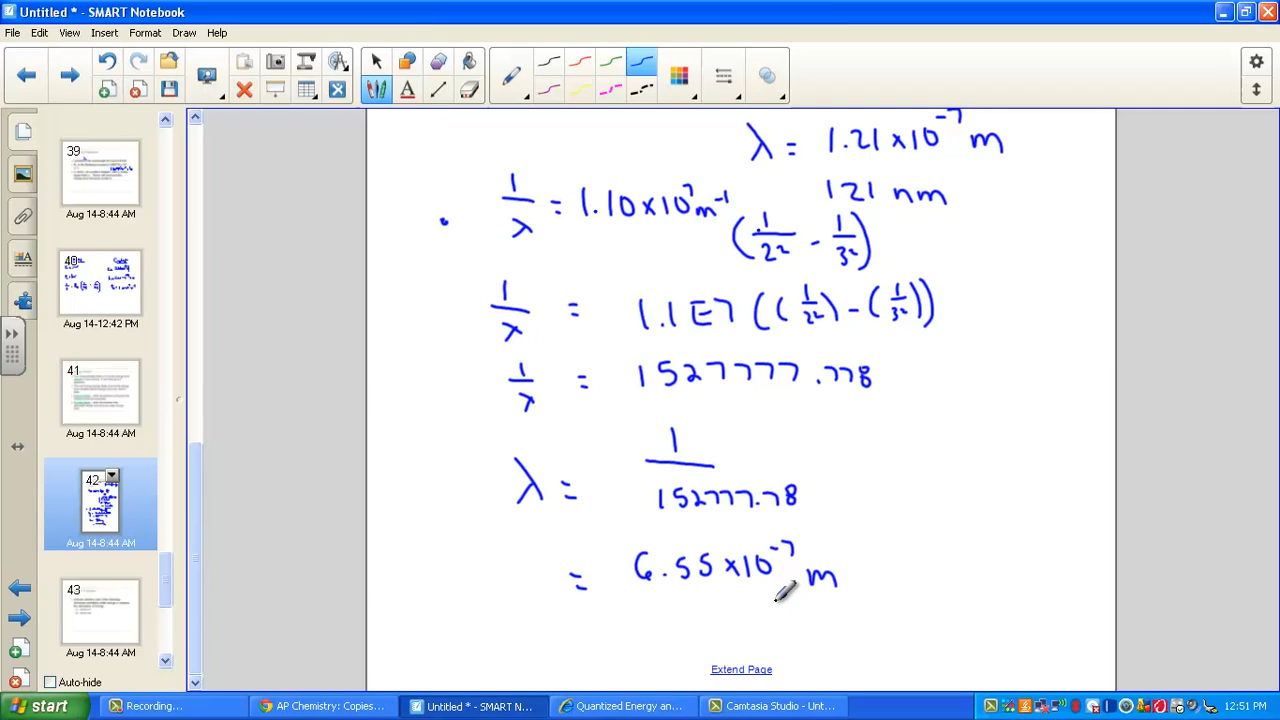 Untitled * - SMART Notebook
File Edit View Insert Format Draw Help
39
Aug 14-8:44 AM
40
Aug 14-12:42 PM
41
Aug 14-8:44 AM
42
Aug 14-8:44 AM
43
Aug 14-8:44 AM
Auto-hide
λ = 1.21×10⁻⁷ m
121 nm
1/λ = 1.10×10⁷m⁻¹
(1/2² - 1/3²)
1/λ = 1.1E7((1/2²)-(1/3²))
1/λ = 1527777.778
λ = 1/152777.78
= 6.55×10⁻⁷ m
Extend Page
start Recording... AP Chemistry: Copies... Untitled * - SMART N... Quantized Energy an... Camtasia Studio - Unt... 12:51 PM